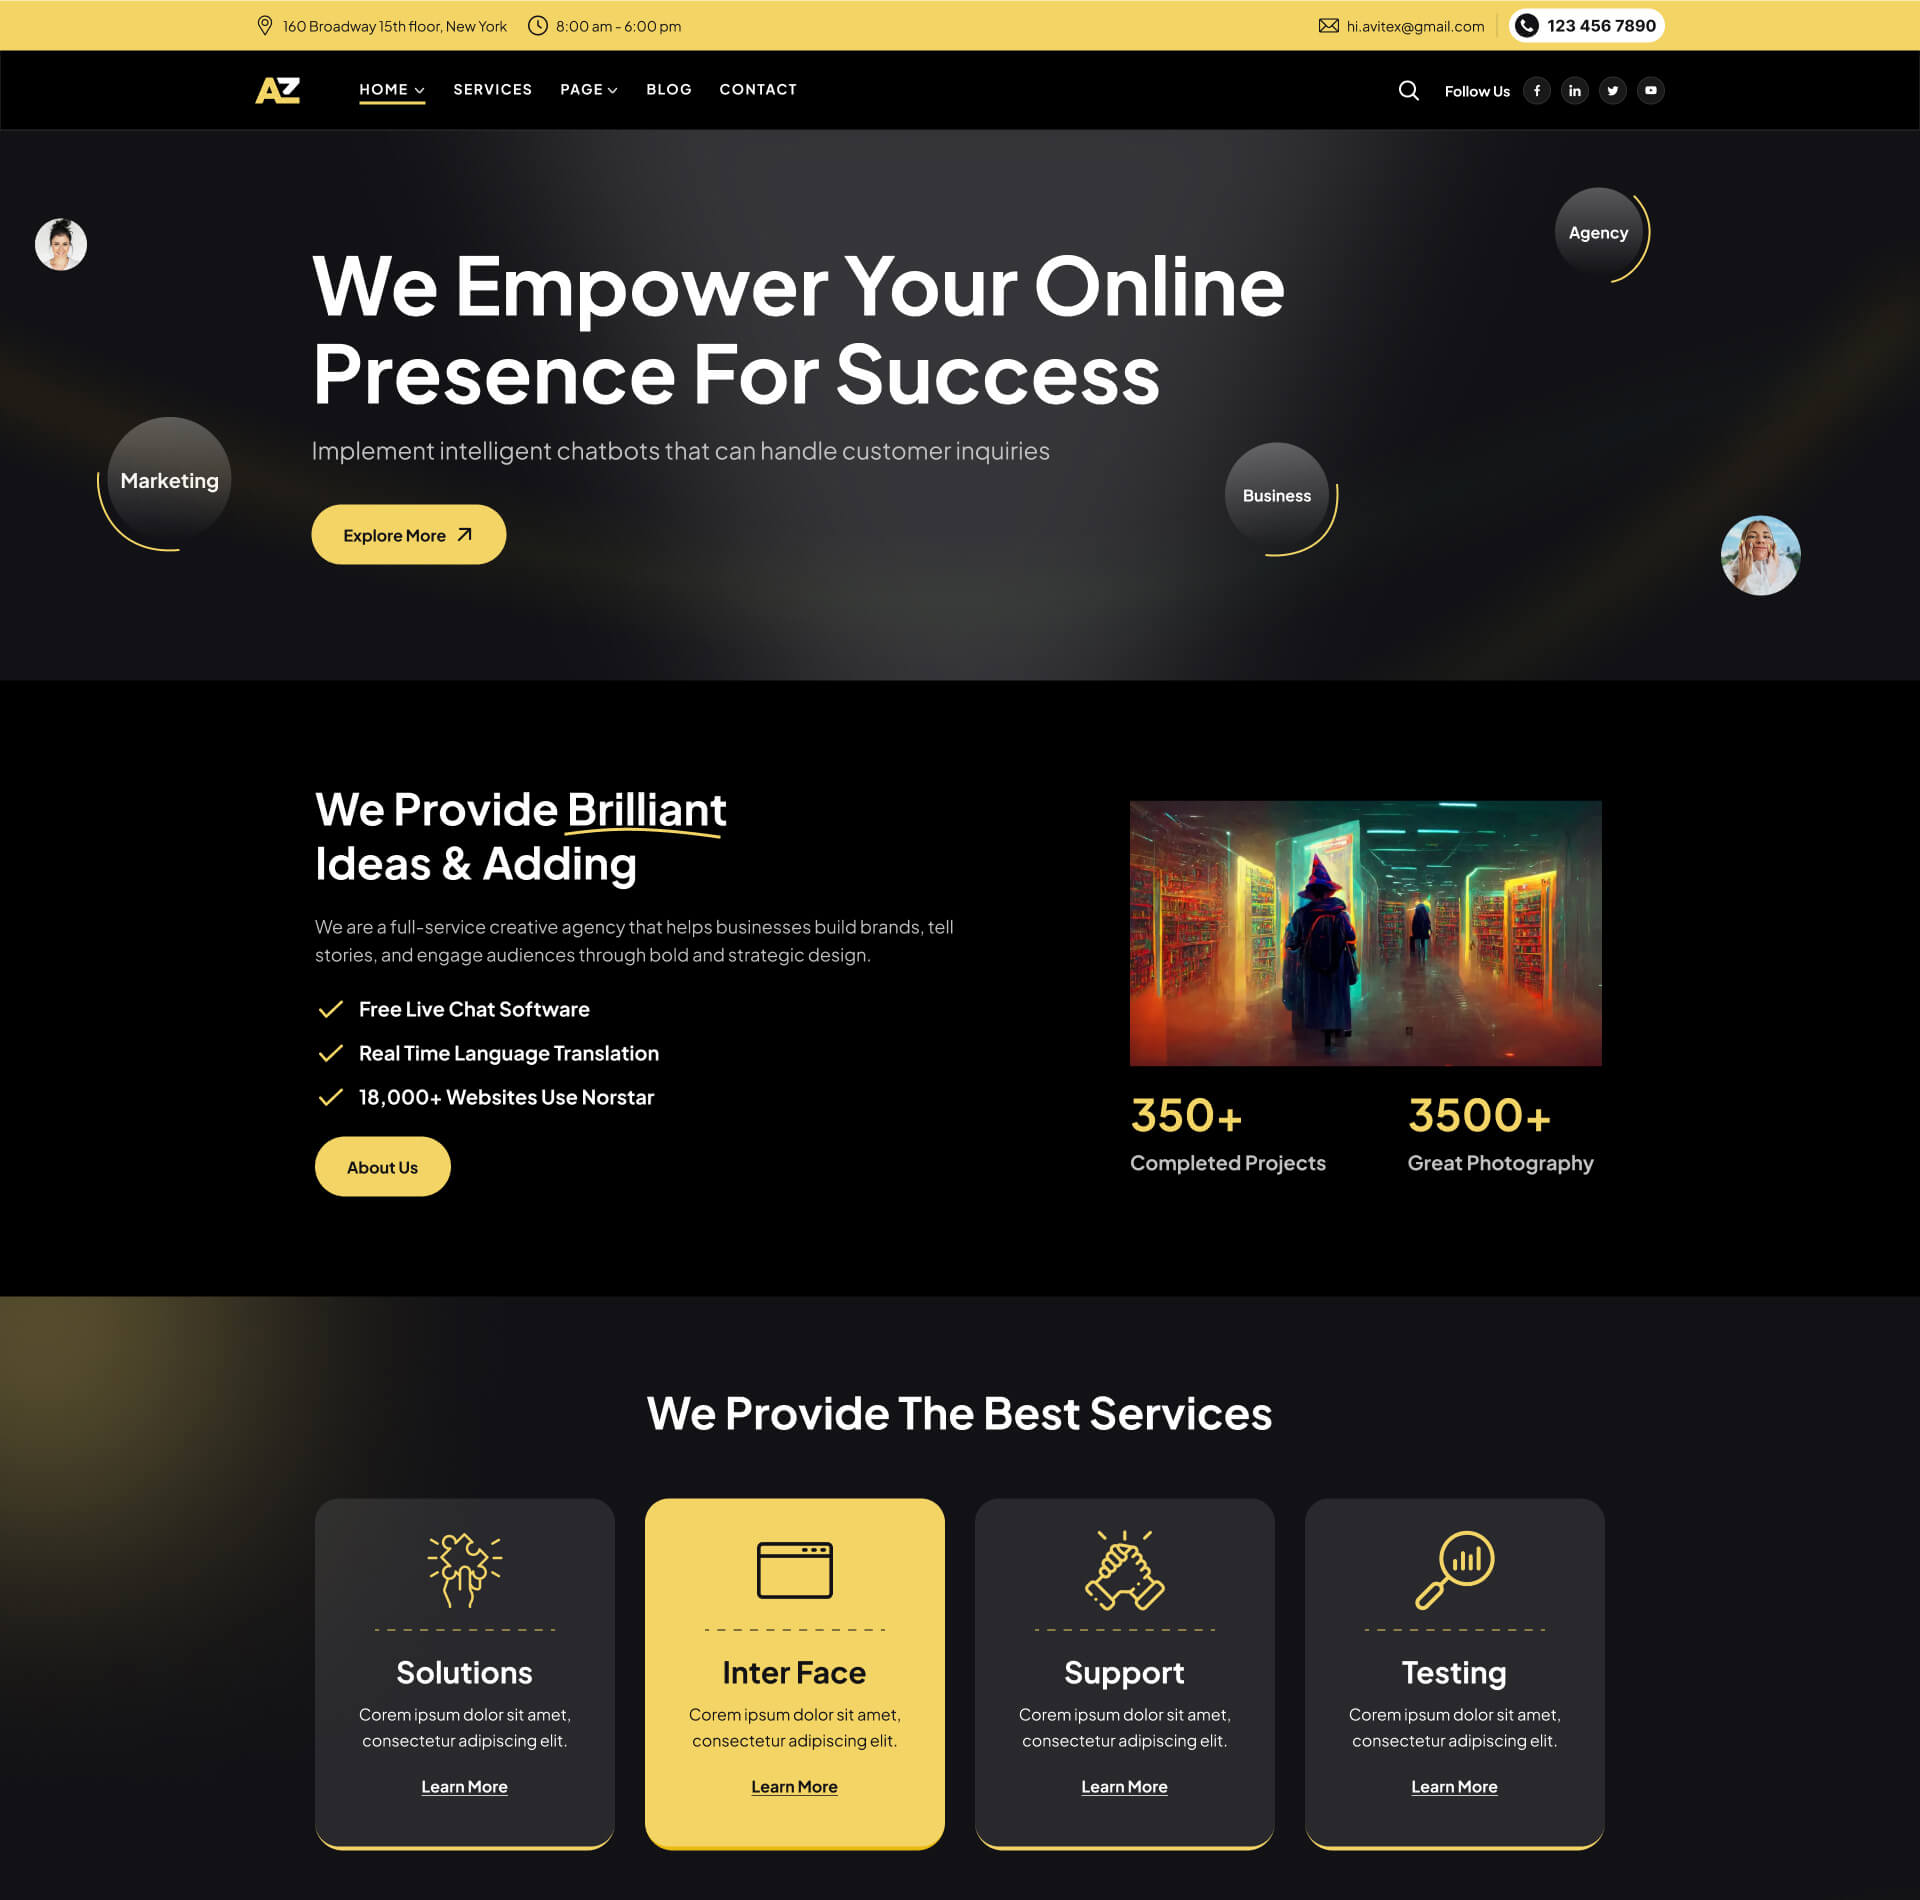 160 Broadway 15th floor, New York
8:00 am - 6:00 pm
hi.avitex@gmail.com
123 456 7890
AZ
HOME
SERVICES
PAGE
BLOG
CONTACT
Follow Us
Agency
We Empower Your Online
Presence For Success
Implement intelligent chatbots that can handle customer inquiries
Marketing
Business
Explore More
We Provide Brilliant
Ideas & Adding
We are a full-service creative agency that helps businesses build brands, tell
stories, and engage audiences through bold and strategic design.
Free Live Chat Software
Real Time Language Translation
18,000+ Websites Use Norstar
About Us
350+
Completed Projects
3500+
Great Photography
We Provide The Best Services
Solutions
Corem ipsum dolor sit amet,
consectetur adipiscing elit.
Learn More
Inter Face
Corem ipsum dolor sit amet,
consectetur adipiscing elit.
Learn More
Support
Corem ipsum dolor sit amet,
consectetur adipiscing elit.
Learn More
Testing
Corem ipsum dolor sit amet,
consectetur adipiscing elit.
Learn More